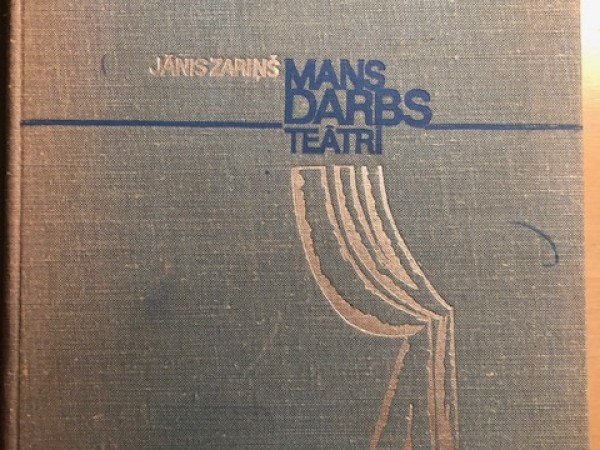 JĀNIS ZARIŅŠ MANS
DARBS
TEĀTRĪ